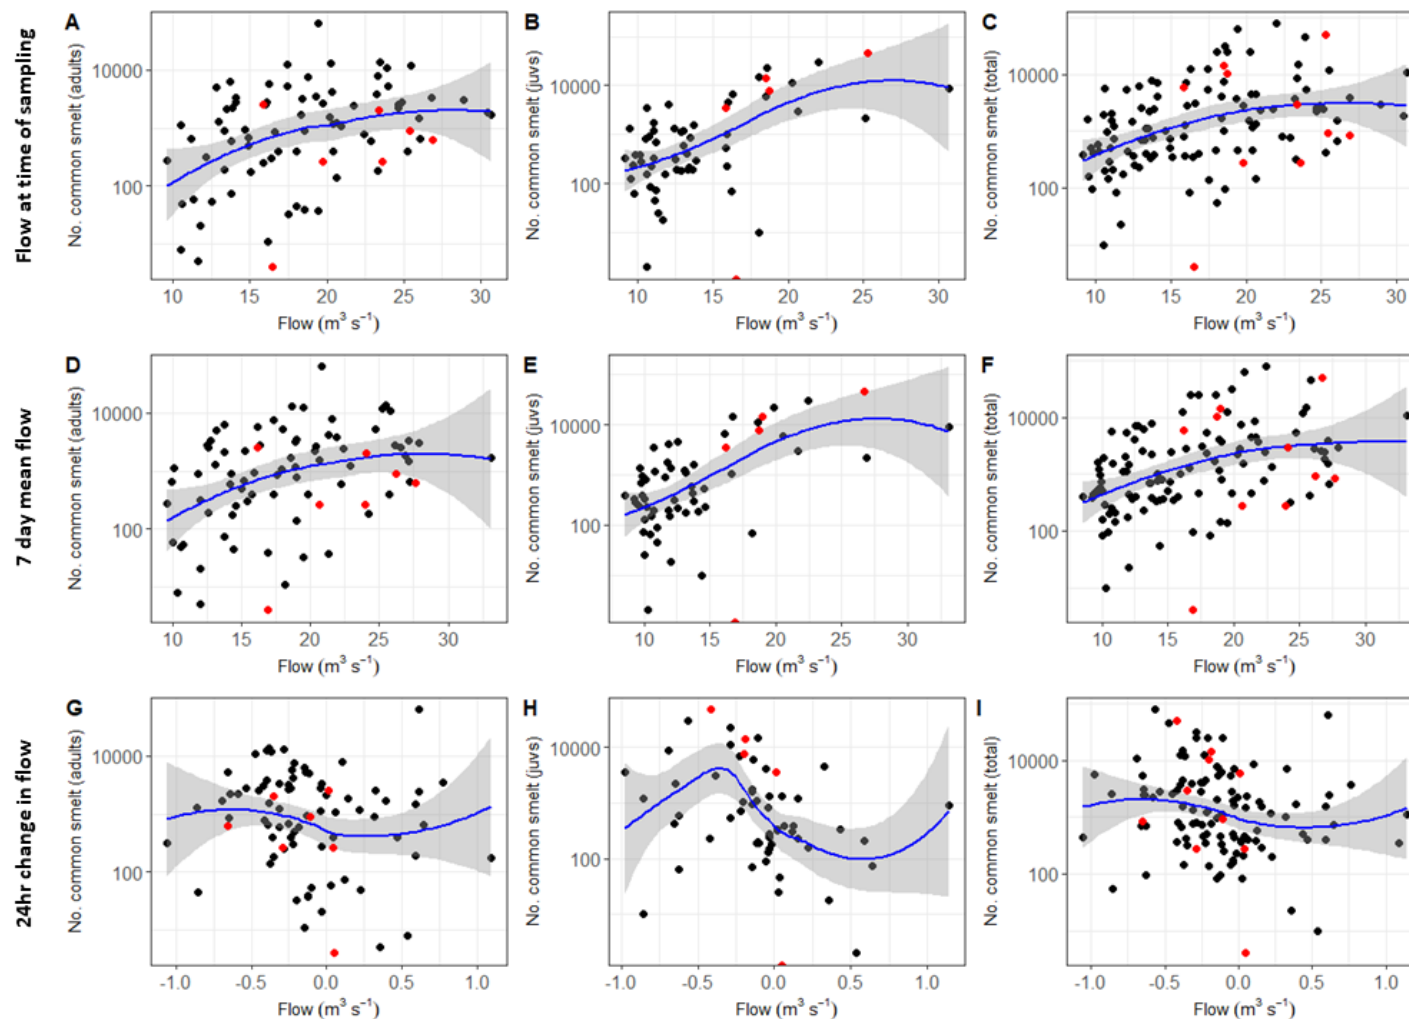 Flow at time of sampling
A
No. common smelt (adults)
10000
100
10 15 20 25 30
Flow (m³ s⁻¹)
B
No. common smelt (juvs)
10000
100
10 15 20 25 30
Flow (m³ s⁻¹)
C
No. common smelt (total)
10000
100
10 15 20 25 30
Flow (m³ s⁻¹)
7 day mean flow
D
No. common smelt (adults)
10000
100
10 15 20 25 30
Flow (m³ s⁻¹)
E
No. common smelt (juvs)
10000
100
10 15 20 25 30
Flow (m³ s⁻¹)
F
No. common smelt (total)
10000
100
10 15 20 25 30
Flow (m³ s⁻¹)
24hr change in flow
G
No. common smelt (adults)
10000
100
-1.0 -0.5 0.0 0.5 1.0
Flow (m³ s⁻¹)
H
No. common smelt (juvs)
10000
100
-1.0 -0.5 0.0 0.5 1.0
Flow (m³ s⁻¹)
I
No. common smelt (total)
10000
100
-1.0 -0.5 0.0 0.5 1.0
Flow (m³ s⁻¹)